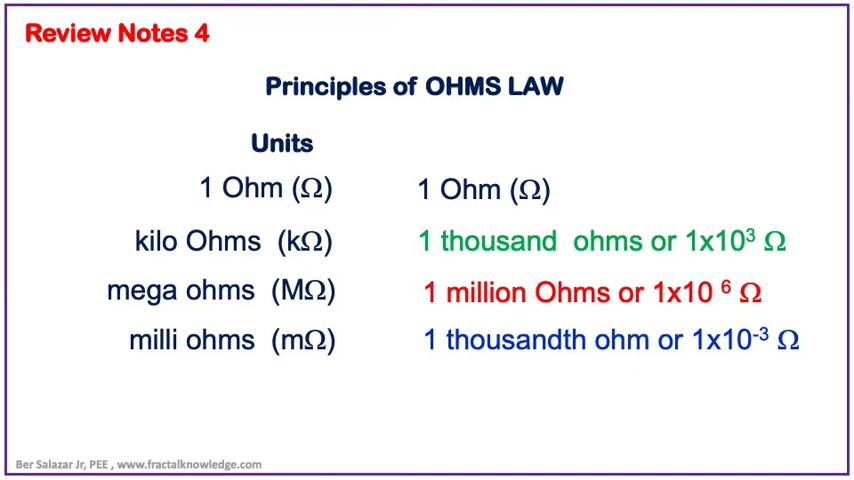 Review Notes 4
Principles of OHMS LAW
Units
1 Ohm (Ω) 1 Ohm (Ω)
kilo Ohms (kΩ) 1 thousand ohms or 1x10³ Ω
mega ohms (MΩ) 1 million Ohms or 1x10 ⁶ Ω
milli ohms (mΩ) 1 thousandth ohm or 1x10⁻³ Ω
Ber Salazar Jr, PEE , www.fractalknowledge.com